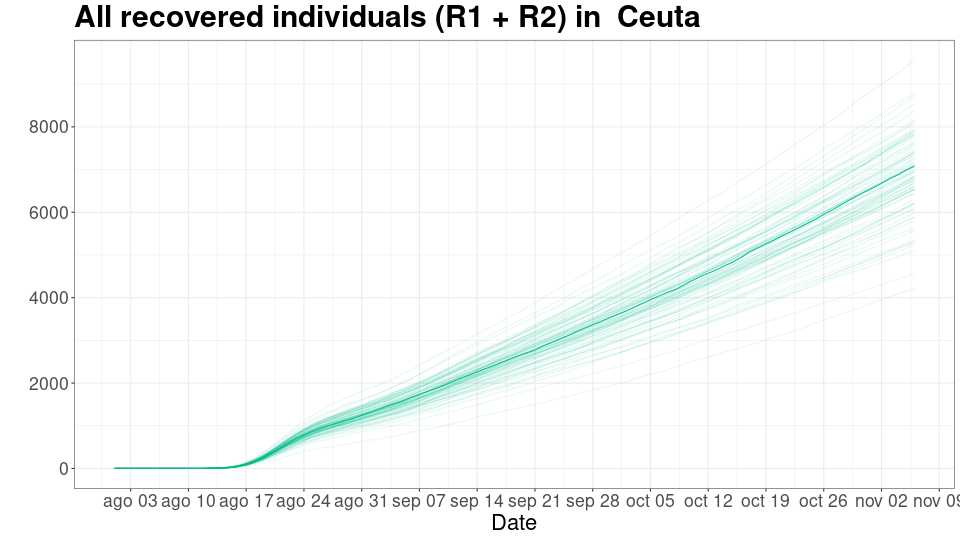 All recovered individuals (R1 + R2) in  Ceuta
8000
6000
4000
2000
0
ago 03 ago 10 ago 17 ago 24 ago 31 sep 07 sep 14 sep 21 sep 28 oct 05 oct 12 oct 19 oct 26 nov 02 nov 09
Date